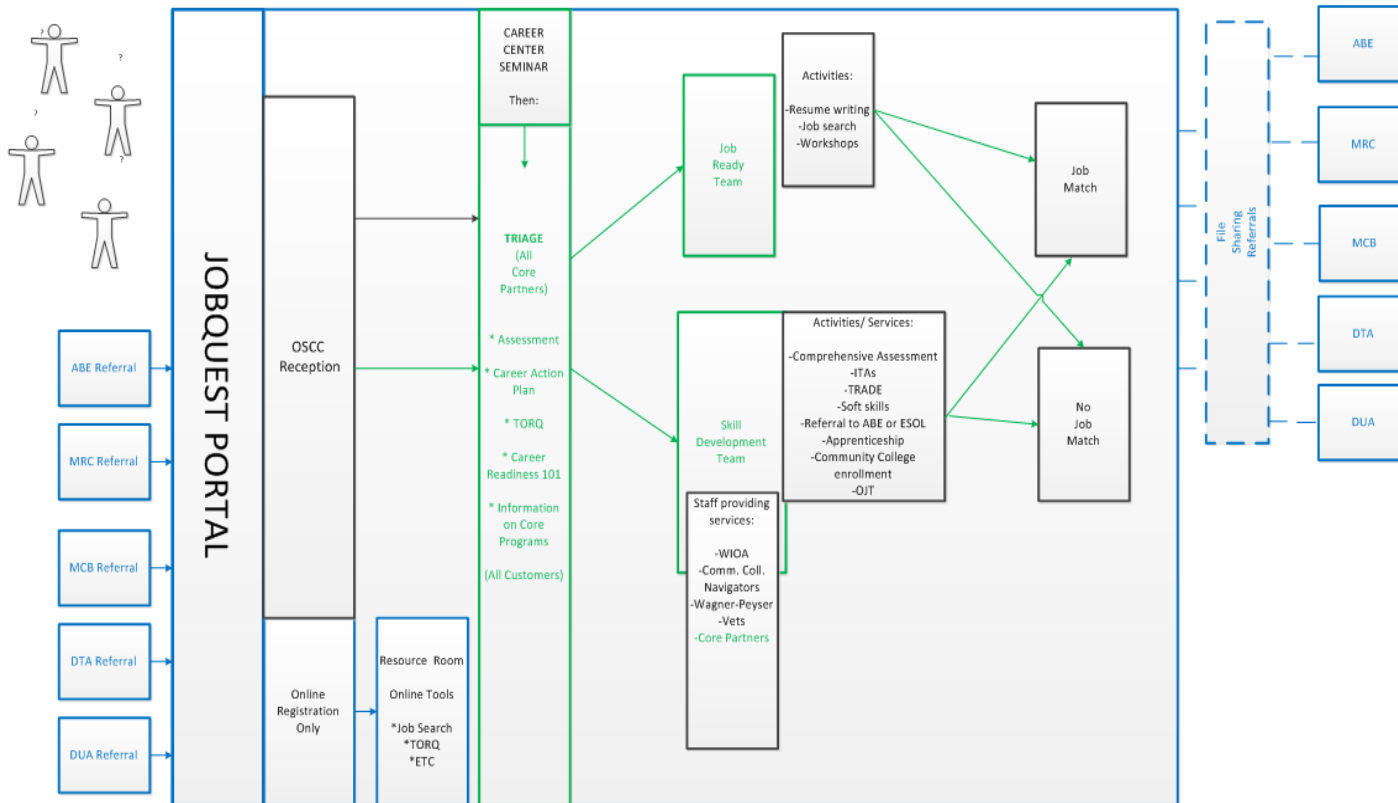 ?
?
?
?
ABE Referral
MRC Referral
MCB Referral
DTA Referral
DUA Referral
JOBQUEST PORTAL
OSCC
Reception
Online
Registration
Only
Resource Room
Online Tools
*Job Search
*TORQ
*ETC
CAREER
CENTER
SEMINAR
Then:
TRIAGE
(All
Core
Partners)
* Assessment
* Career Action
Plan
* TORQ
* Career
Readiness 101
* Information
on Core
Programs
(All Customers)
Job
Ready
Team
Activities:
-Resume writing
-Job search
-Workshops
Skill
Development
Team
Activities/ Services:
-Comprehensive Assessment
-ITAs
-TRADE
-Soft skills
-Referral to ABE or ESOL
-Apprenticeship
-Community College
enrollment
-OJT
Staff providing
services:
-WIOA
-Comm. Coll.
Navigators
-Wagner-Peyser
-Vets
-Core Partners
Job
Match
No
Job
Match
File
Sharing
Referrals
ABE
MRC
MCB
DTA
DUA